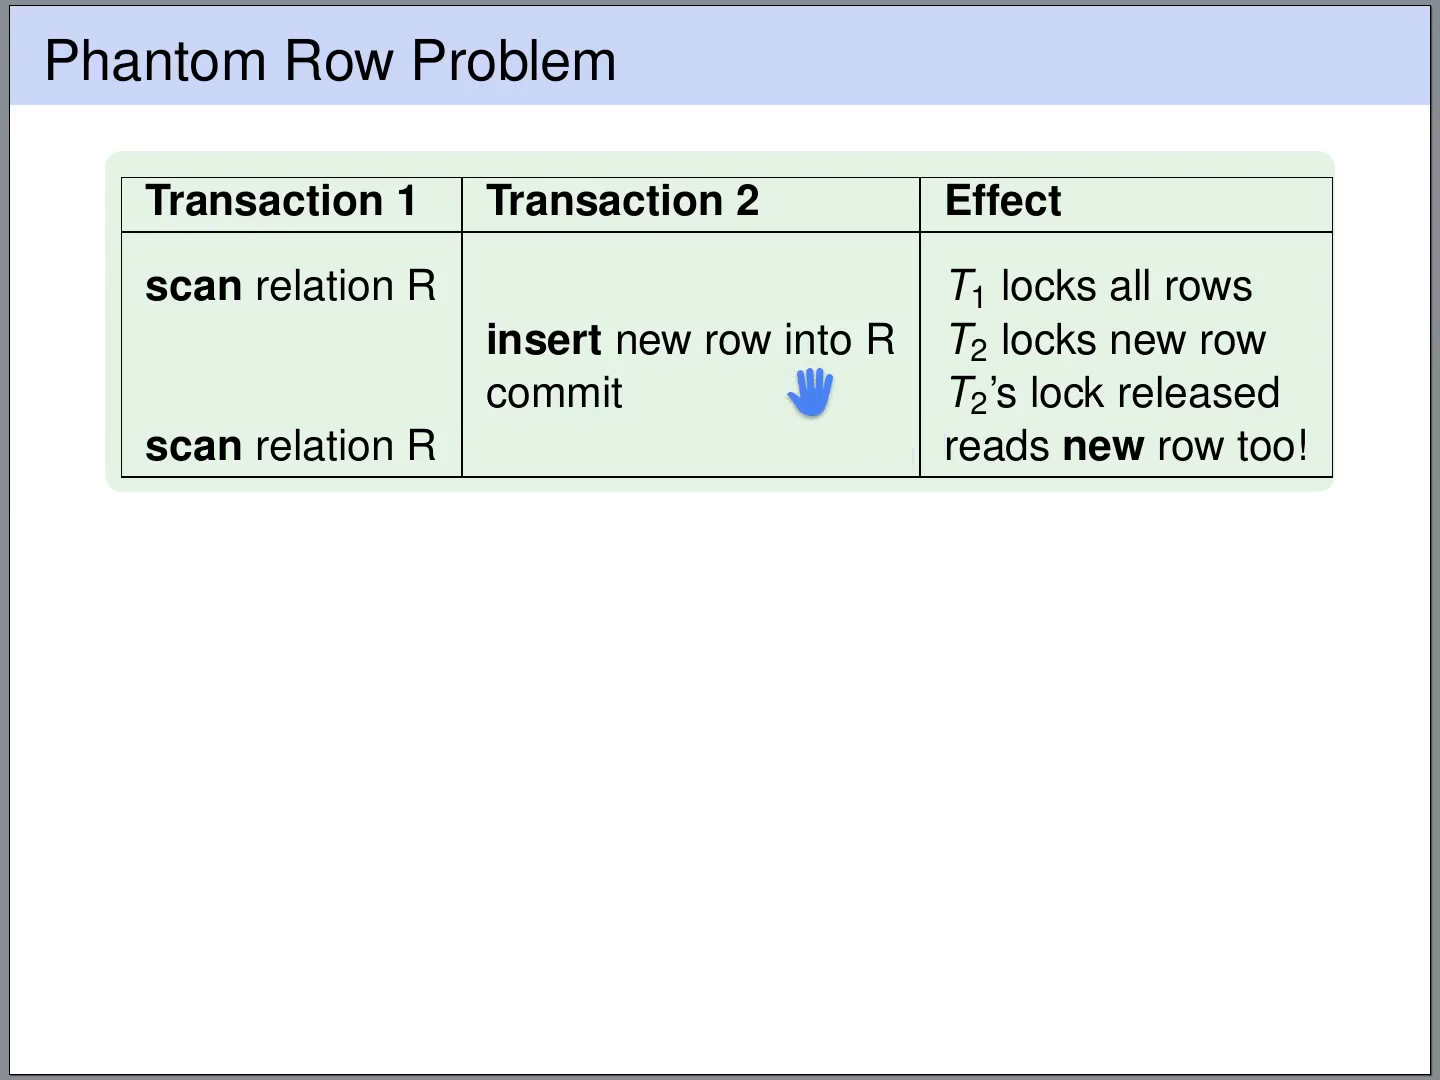 Phantom Row Problem
Transaction 1 Transaction 2 Effect
scan relation R T1 locks all rows
insert new row into R T2 locks new row
commit T2's lock released
scan relation R reads new row too!